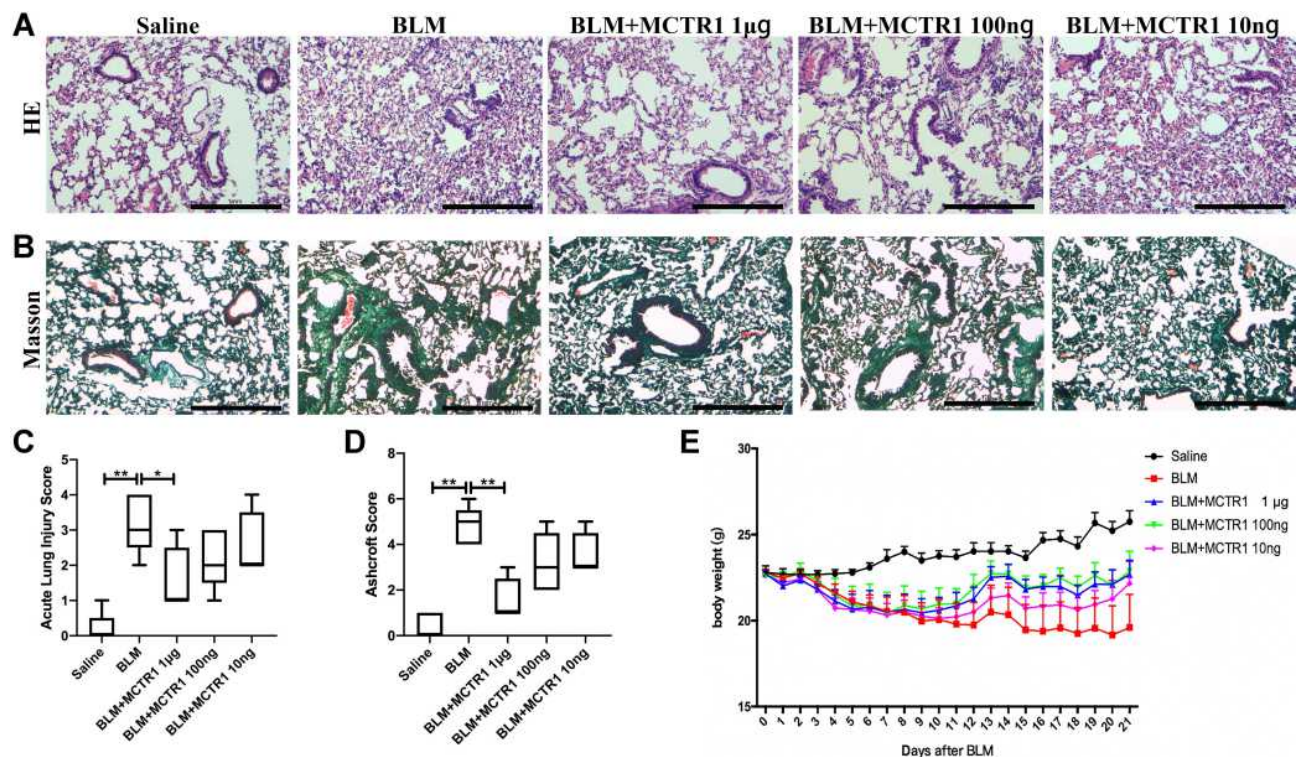 A
Saline
BLM
BLM+MCTR1 1μg
BLM+MCTR1 100ng
BLM+MCTR1 10ng
HE
B
Masson
C
Acute Lung Injury Score
5
4
3
2
1
0
** *
Saline
BLM
BLM+MCTR1 1μg
BLM+MCTR1 100ng
BLM+MCTR1 10ng
D
Ashcroft Score
8
6
4
2
0
** **
Saline
BLM
BLM+MCTR1 1μg
BLM+MCTR1 100ng
BLM+MCTR1 10ng
E
body weight (g)
30
25
20
15
0 1 2 3 4 5 6 7 8 9 10 11 12 13 14 15 16 17 18 19 20 21
Days after BLM
Saline
BLM
BLM+MCTR1 1 μg
BLM+MCTR1 100ng
BLM+MCTR1 10ng